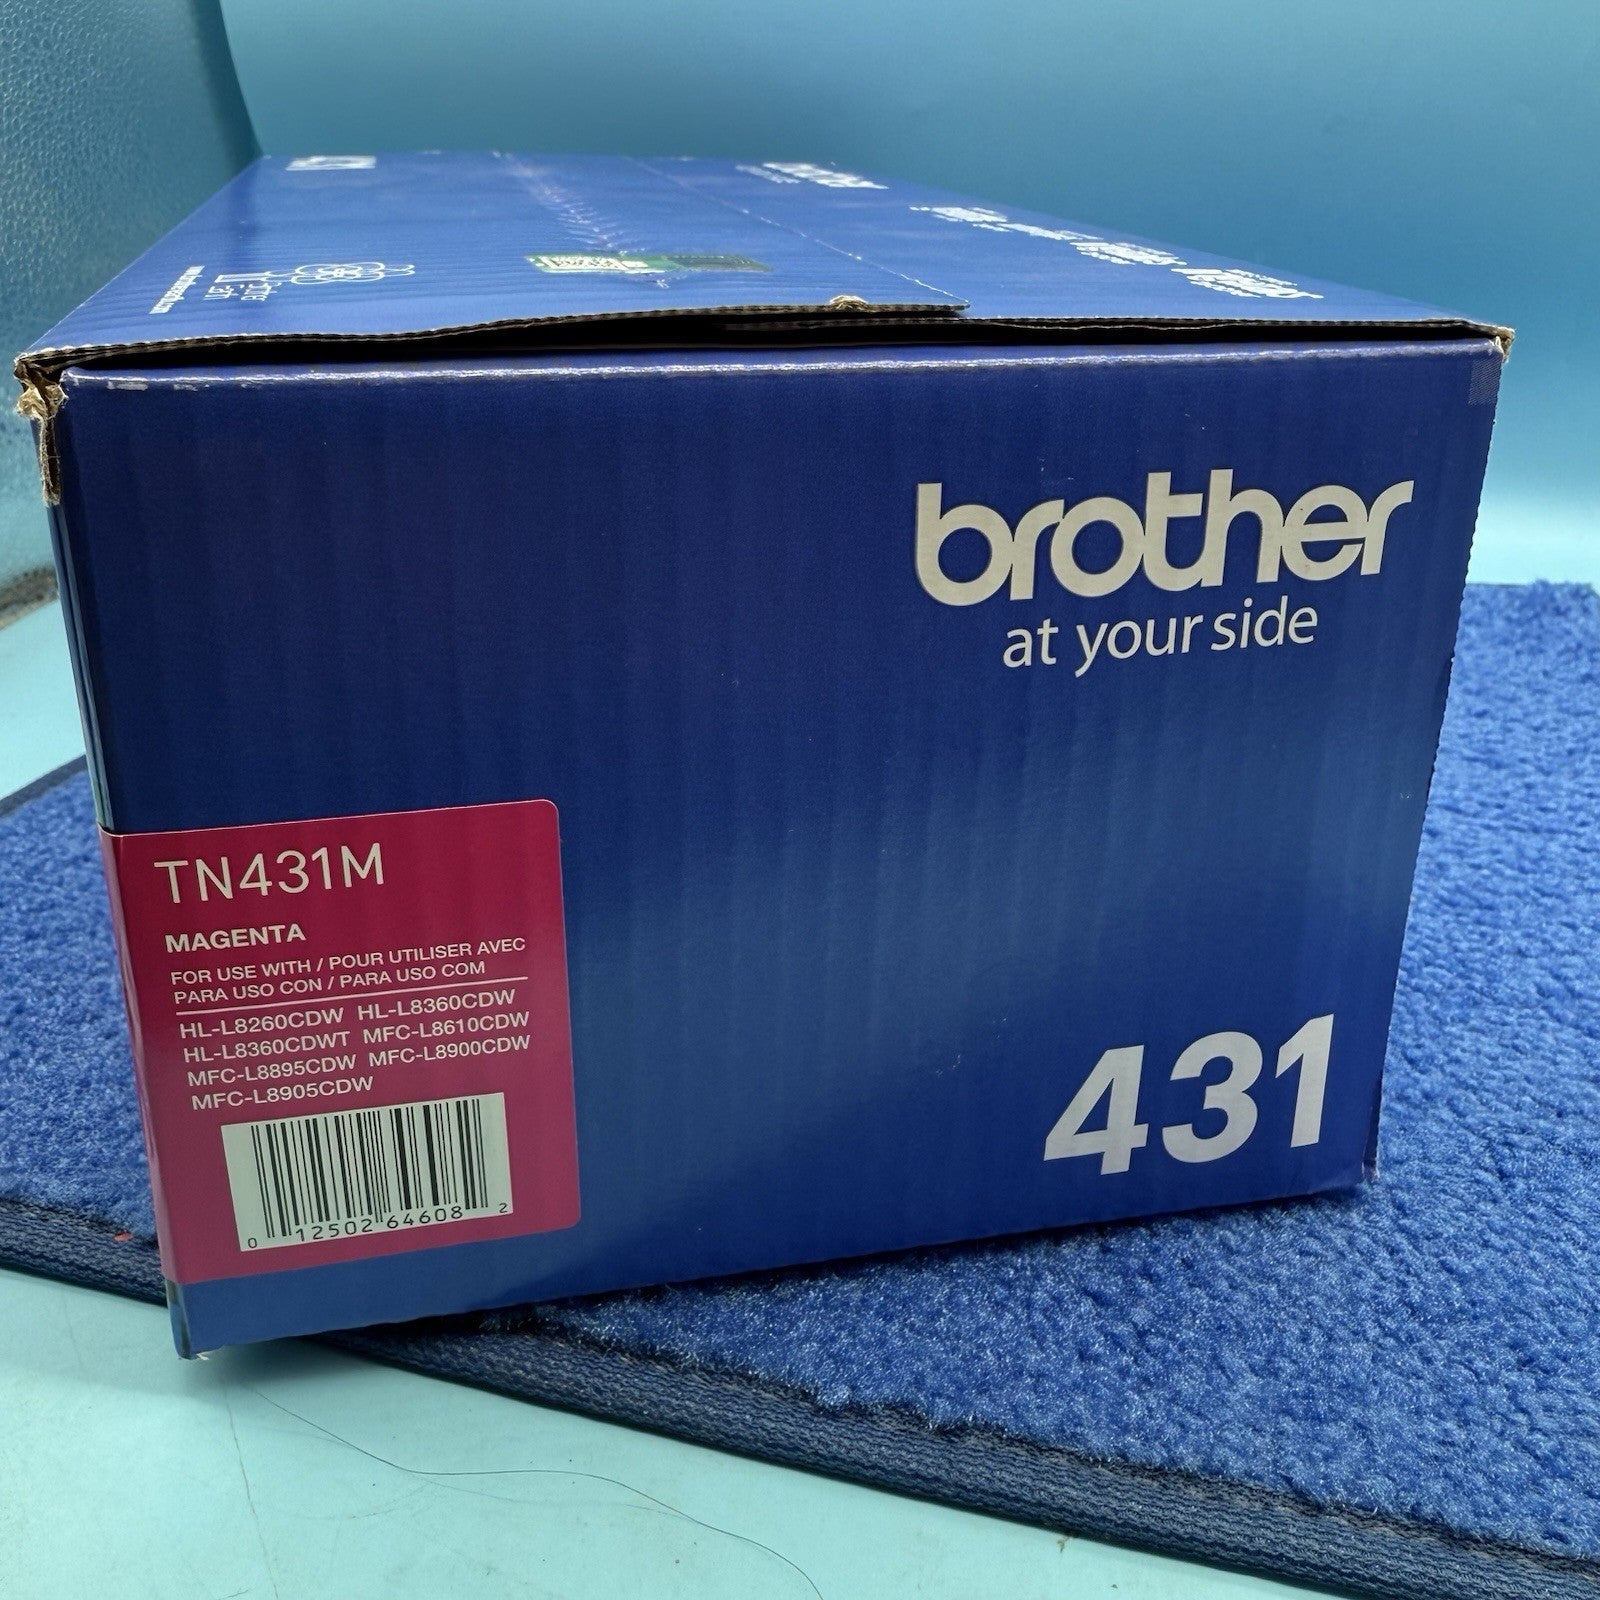 brother
at your side
TN431M
MAGENTA
FOR USE WITH / POUR UTILISER AVEC
PARA USO CON / PARA USO COM
HL-L8260CDW HL-L8360CDW
HL-L8360CDWT MFC-L8610CDW
MFC-L8895CDW MFC-L8900CDW
MFC-L8905CDW
0 12502 64608 2
431